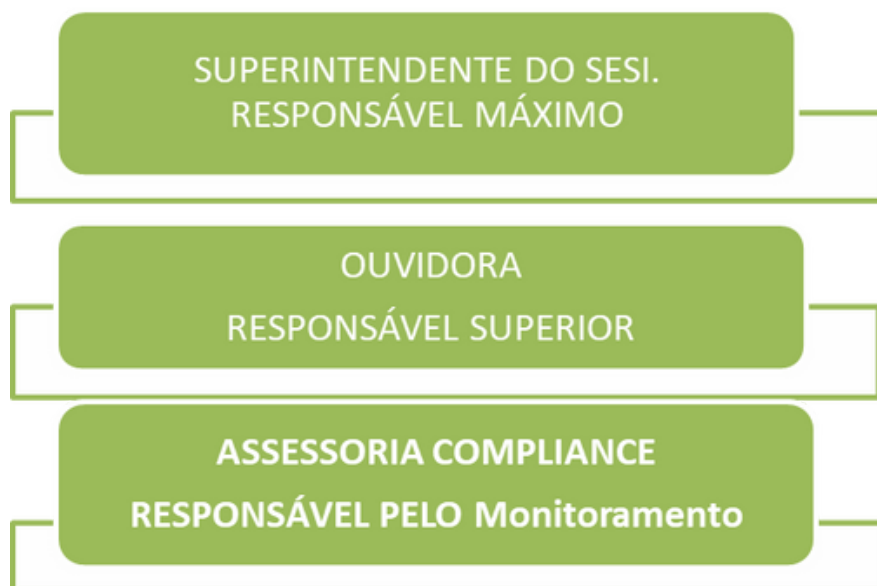 SUPERINTENDENTE DO SESI.
RESPONSÁVEL MÁXIMO
OUVIDORA
RESPONSÁVEL SUPERIOR
ASSESSORIA COMPLIANCE
RESPONSÁVEL PELO Monitoramento